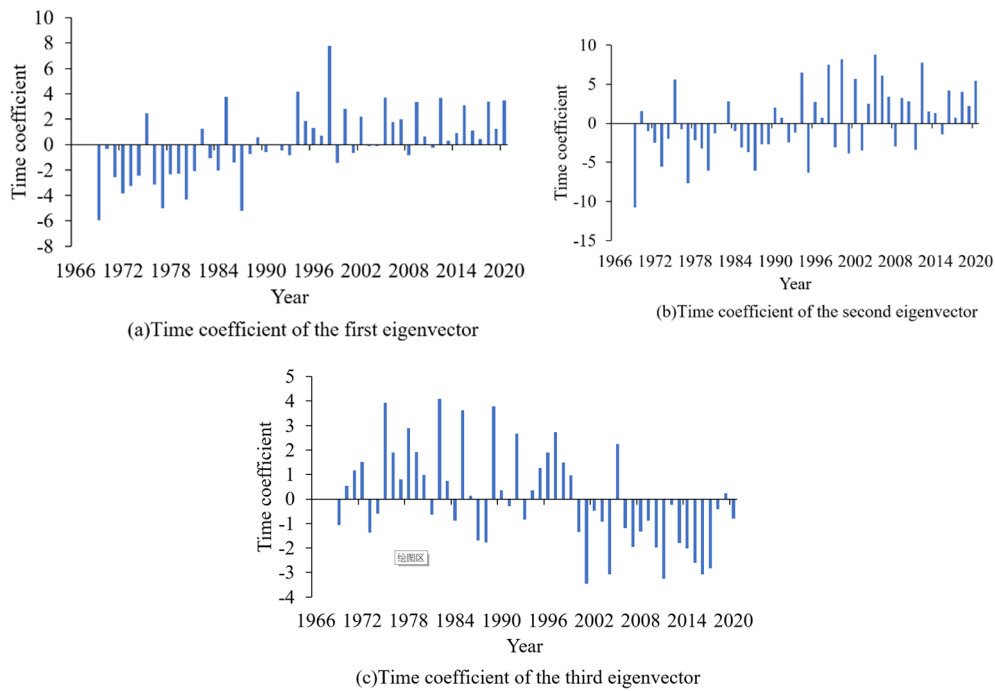 10
8
6
4
2
0
-2
-4
-6
-8
Time coefficient
1966 1972 1978 1984 1990 1996 2002 2008 2014 2020
Year
(a)Time coefficient of the first eigenvector
10
5
0
-5
-10
-15
Time coefficient
1966 1972 1978 1984 1990 1996 2002 2008 2014 2020
Year
(b)Time coefficient of the second eigenvector
5
4
3
2
1
0
-1
-2
-3
-4
Time coefficient
绘图区
1966 1972 1978 1984 1990 1996 2002 2008 2014 2020
Year
(c)Time coefficient of the third eigenvector